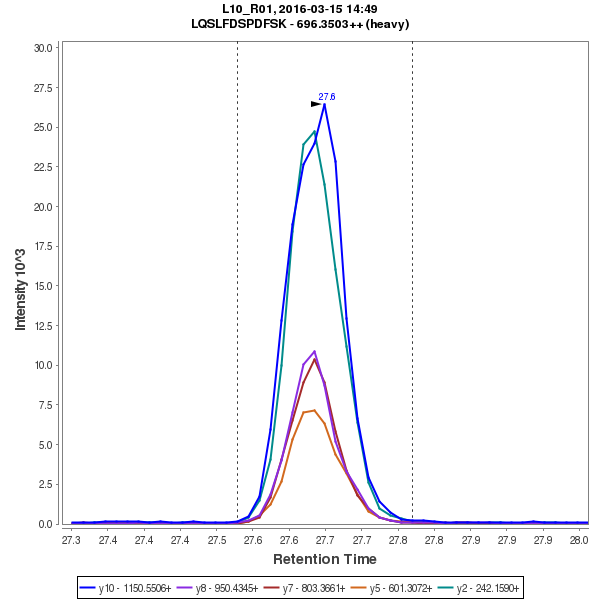 L10_R01, 2016-03-15 14:49
LQSLFDSPDFSK - 696.3503++ (heavy)
30.0
27.5
25.0
22.5
20.0
17.5
15.0
12.5
10.0
7.5
5.0
2.5
0.0
Intensity 10^3
27.6
27.3 27.4 27.4 27.4 27.5 27.6 27.6 27.7 27.7 27.8 27.8 27.9 27.9 27.9 28.0
Retention Time
y10 - 1150.5506+ y8 - 950.4345+ y7 - 803.3661+ y5 - 601.3072+ y2 - 242.1590+